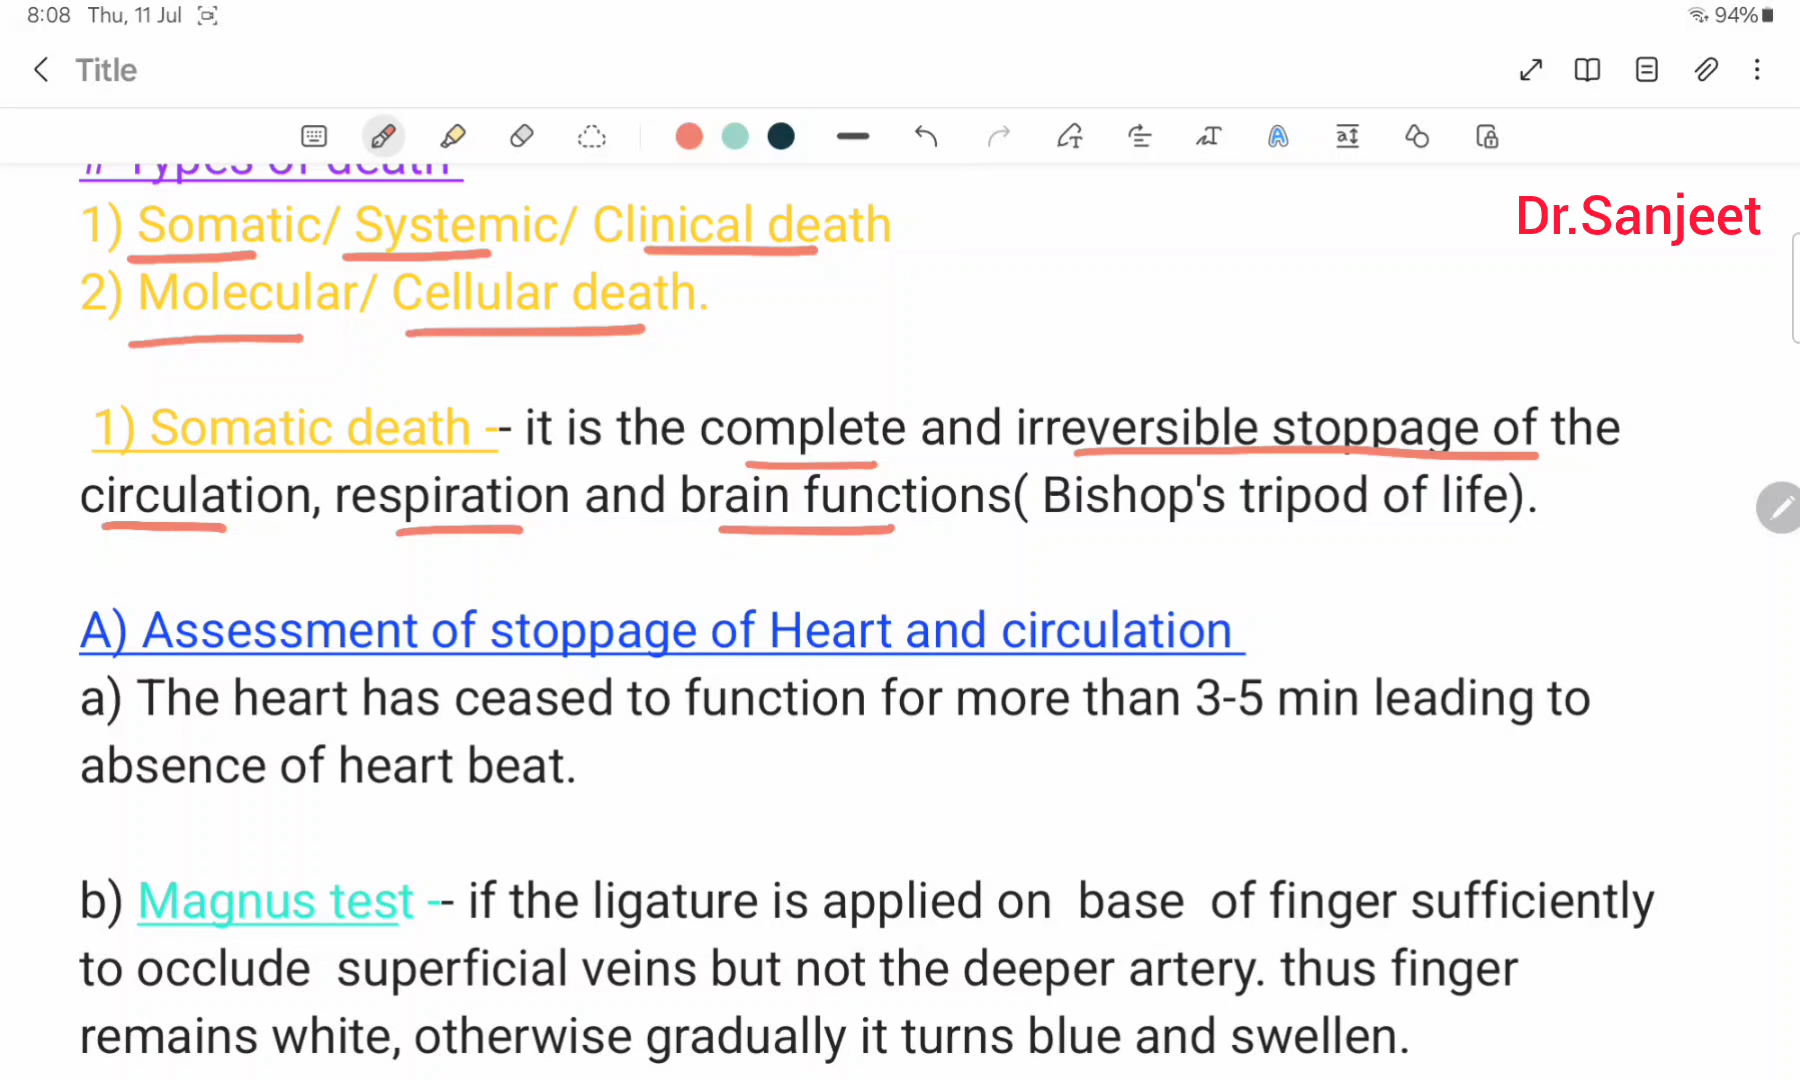 8:08 Thu, 11 Jul 94%
Title
# Types of death
Dr.Sanjeet
1) Somatic/ Systemic/ Clinical death
2) Molecular/ Cellular death.
1) Somatic death -- it is the complete and irreversible stoppage of the
circulation, respiration and brain functions( Bishop's tripod of life).
A) Assessment of stoppage of Heart and circulation
a) The heart has ceased to function for more than 3-5 min leading to
absence of heart beat.
b) Magnus test -- if the ligature is applied on base of finger sufficiently
to occlude superficial veins but not the deeper artery. thus finger
remains white, otherwise gradually it turns blue and swellen.